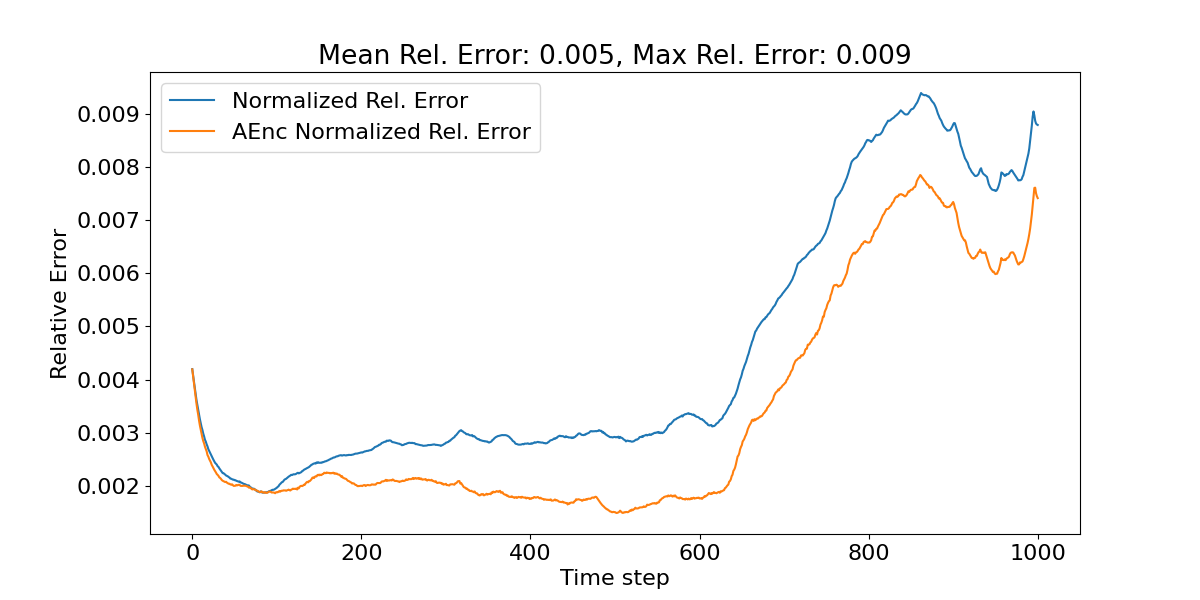 Mean Rel. Error: 0.005, Max Rel. Error: 0.009
Normalized Rel. Error
AEnc Normalized Rel. Error
0.009
0.008
0.007
0.006
0.005
0.004
0.003
0.002
Relative Error
0 200 400 600 800 1000
Time step